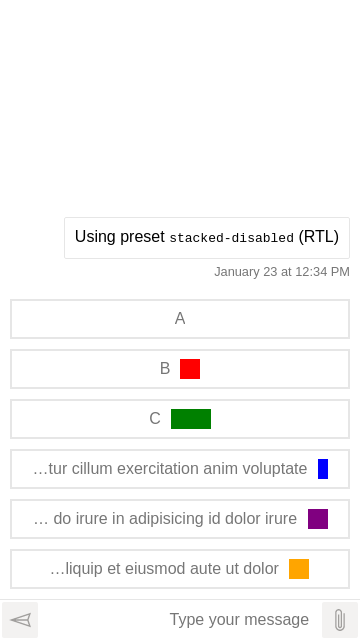 Using preset stacked-disabled (RTL)
January 23 at 12:34 PM
A
B
C
…tur cillum exercitation anim voluptate
… do irure in adipisicing id dolor irure
…liquip et eiusmod aute ut dolor
Type your message